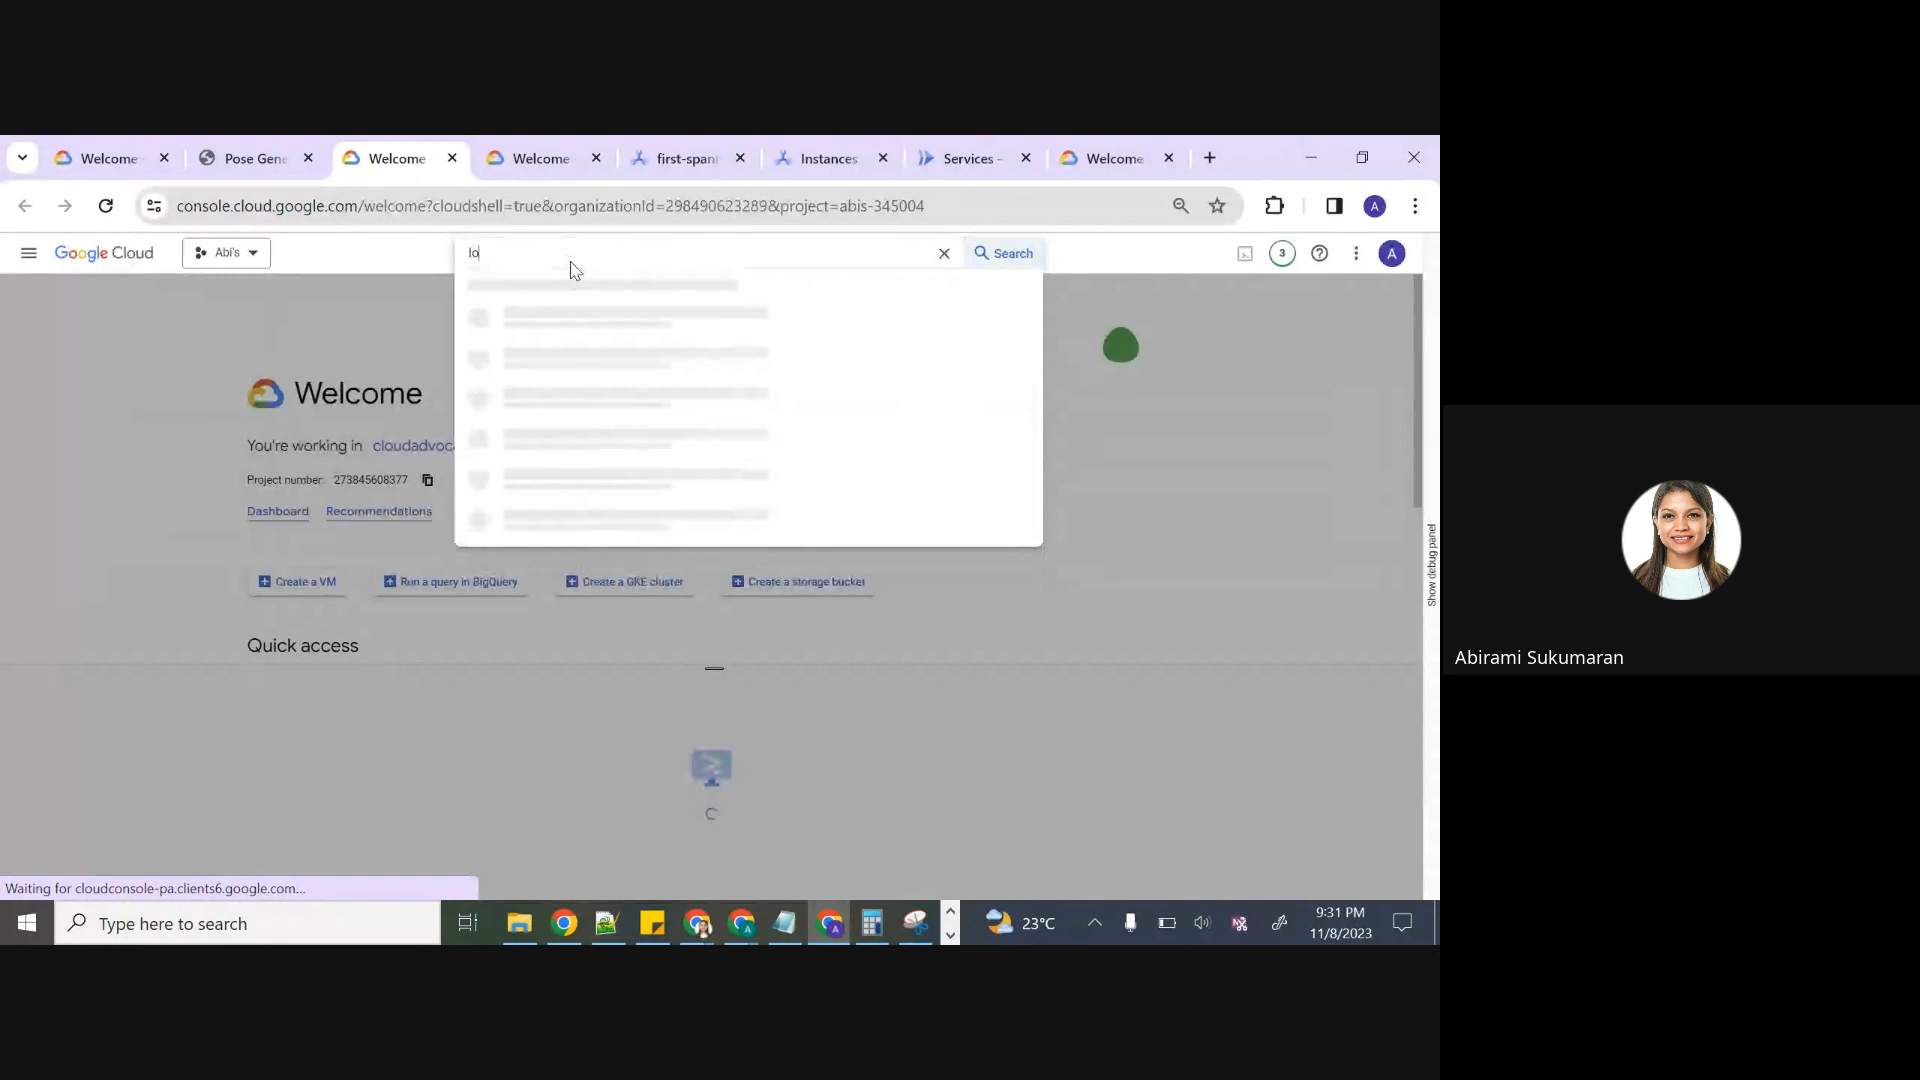 Welcome
Pose Gene
Welcome
Welcome
first-span
Instances
Services –
Welcome
console.cloud.google.com/welcome?cloudshell=true&organizationId=298490623289&project=abis-345004
A
Google Cloud
Abi's
lo
Search
3
A
Welcome
You're working in cloudadvoc
Project number: 273845608377
Dashboard
Recommendations
Create a VM
Run a query in BigQuery
Create a GKE cluster
Create a storage bucket
Quick access
Show debug panel
Waiting for cloudconsole-pa.clients6.google.com...
Type here to search
23°C
9:31 PM
11/8/2023
Abirami Sukumaran